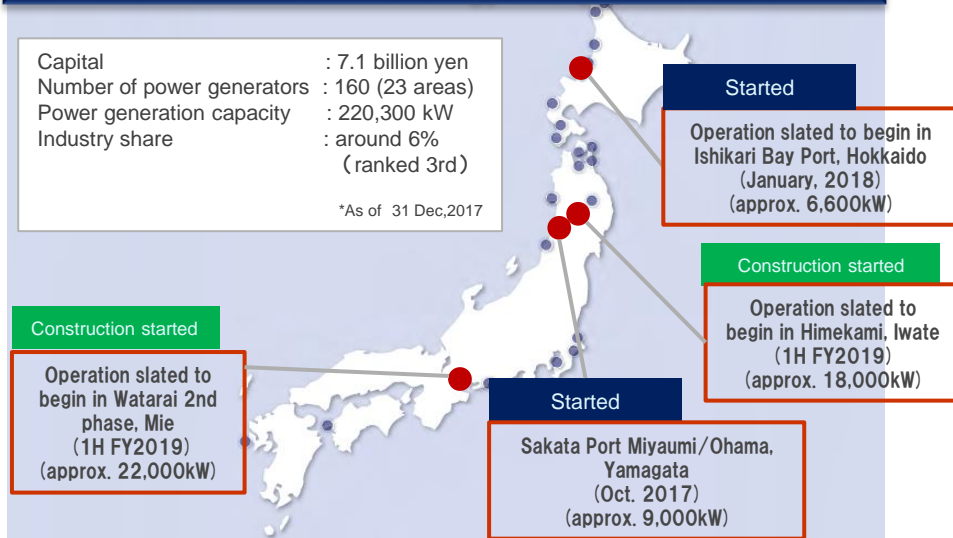 Capital : 7.1 billion yen
Number of power generators : 160 (23 areas)
Power generation capacity : 220,300 kW
Industry share : around 6%
（ranked 3rd）
*As of 31 Dec,2017
Started
Operation slated to begin in
Ishikari Bay Port, Hokkaido
(January, 2018)
(approx. 6,600kW)
Construction started
Operation slated to
begin in Himekami, Iwate
(1H FY2019)
(approx. 18,000kW)
Construction started
Operation slated to
begin in Watarai 2nd
phase, Mie
(1H FY2019)
(approx. 22,000kW)
Started
Sakata Port Miyaumi/Ohama,
Yamagata
(Oct. 2017)
(approx. 9,000kW)